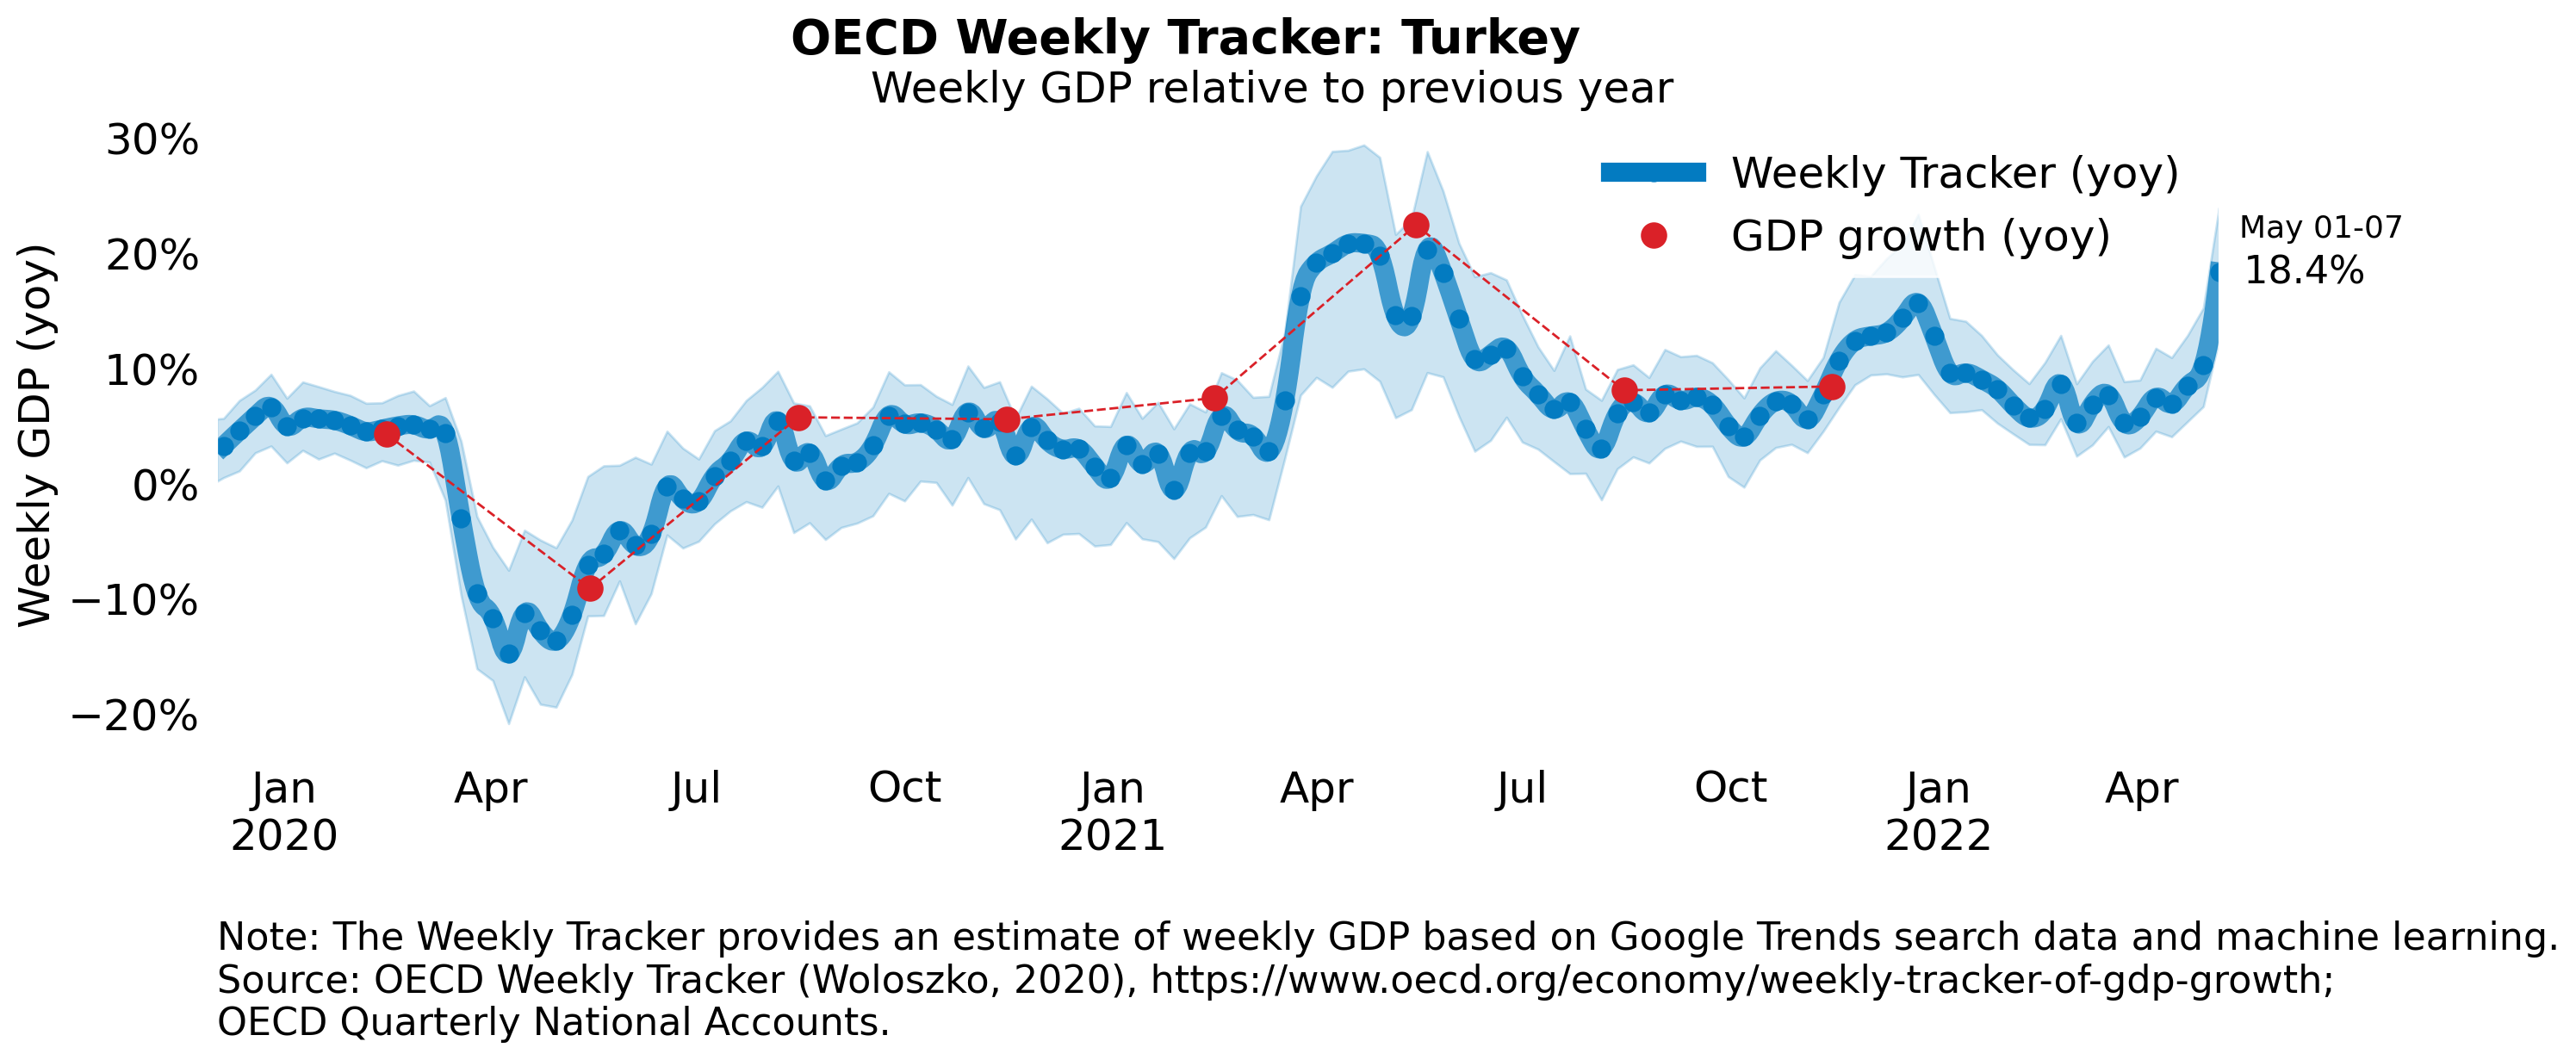 OECD Weekly Tracker: Turkey
Weekly GDP relative to previous year
Weekly GDP (yoy)
30%
20%
10%
0%
−10%
−20%
Weekly Tracker (yoy)
GDP growth (yoy)
May 01-07
18.4%
Jan Apr Jul Oct Jan Apr Jul Oct Jan Apr
2020 2021 2022
Note: The Weekly Tracker provides an estimate of weekly GDP based on Google Trends search data and machine learning.
Source: OECD Weekly Tracker (Woloszko, 2020), https://www.oecd.org/economy/weekly-tracker-of-gdp-growth;
OECD Quarterly National Accounts.